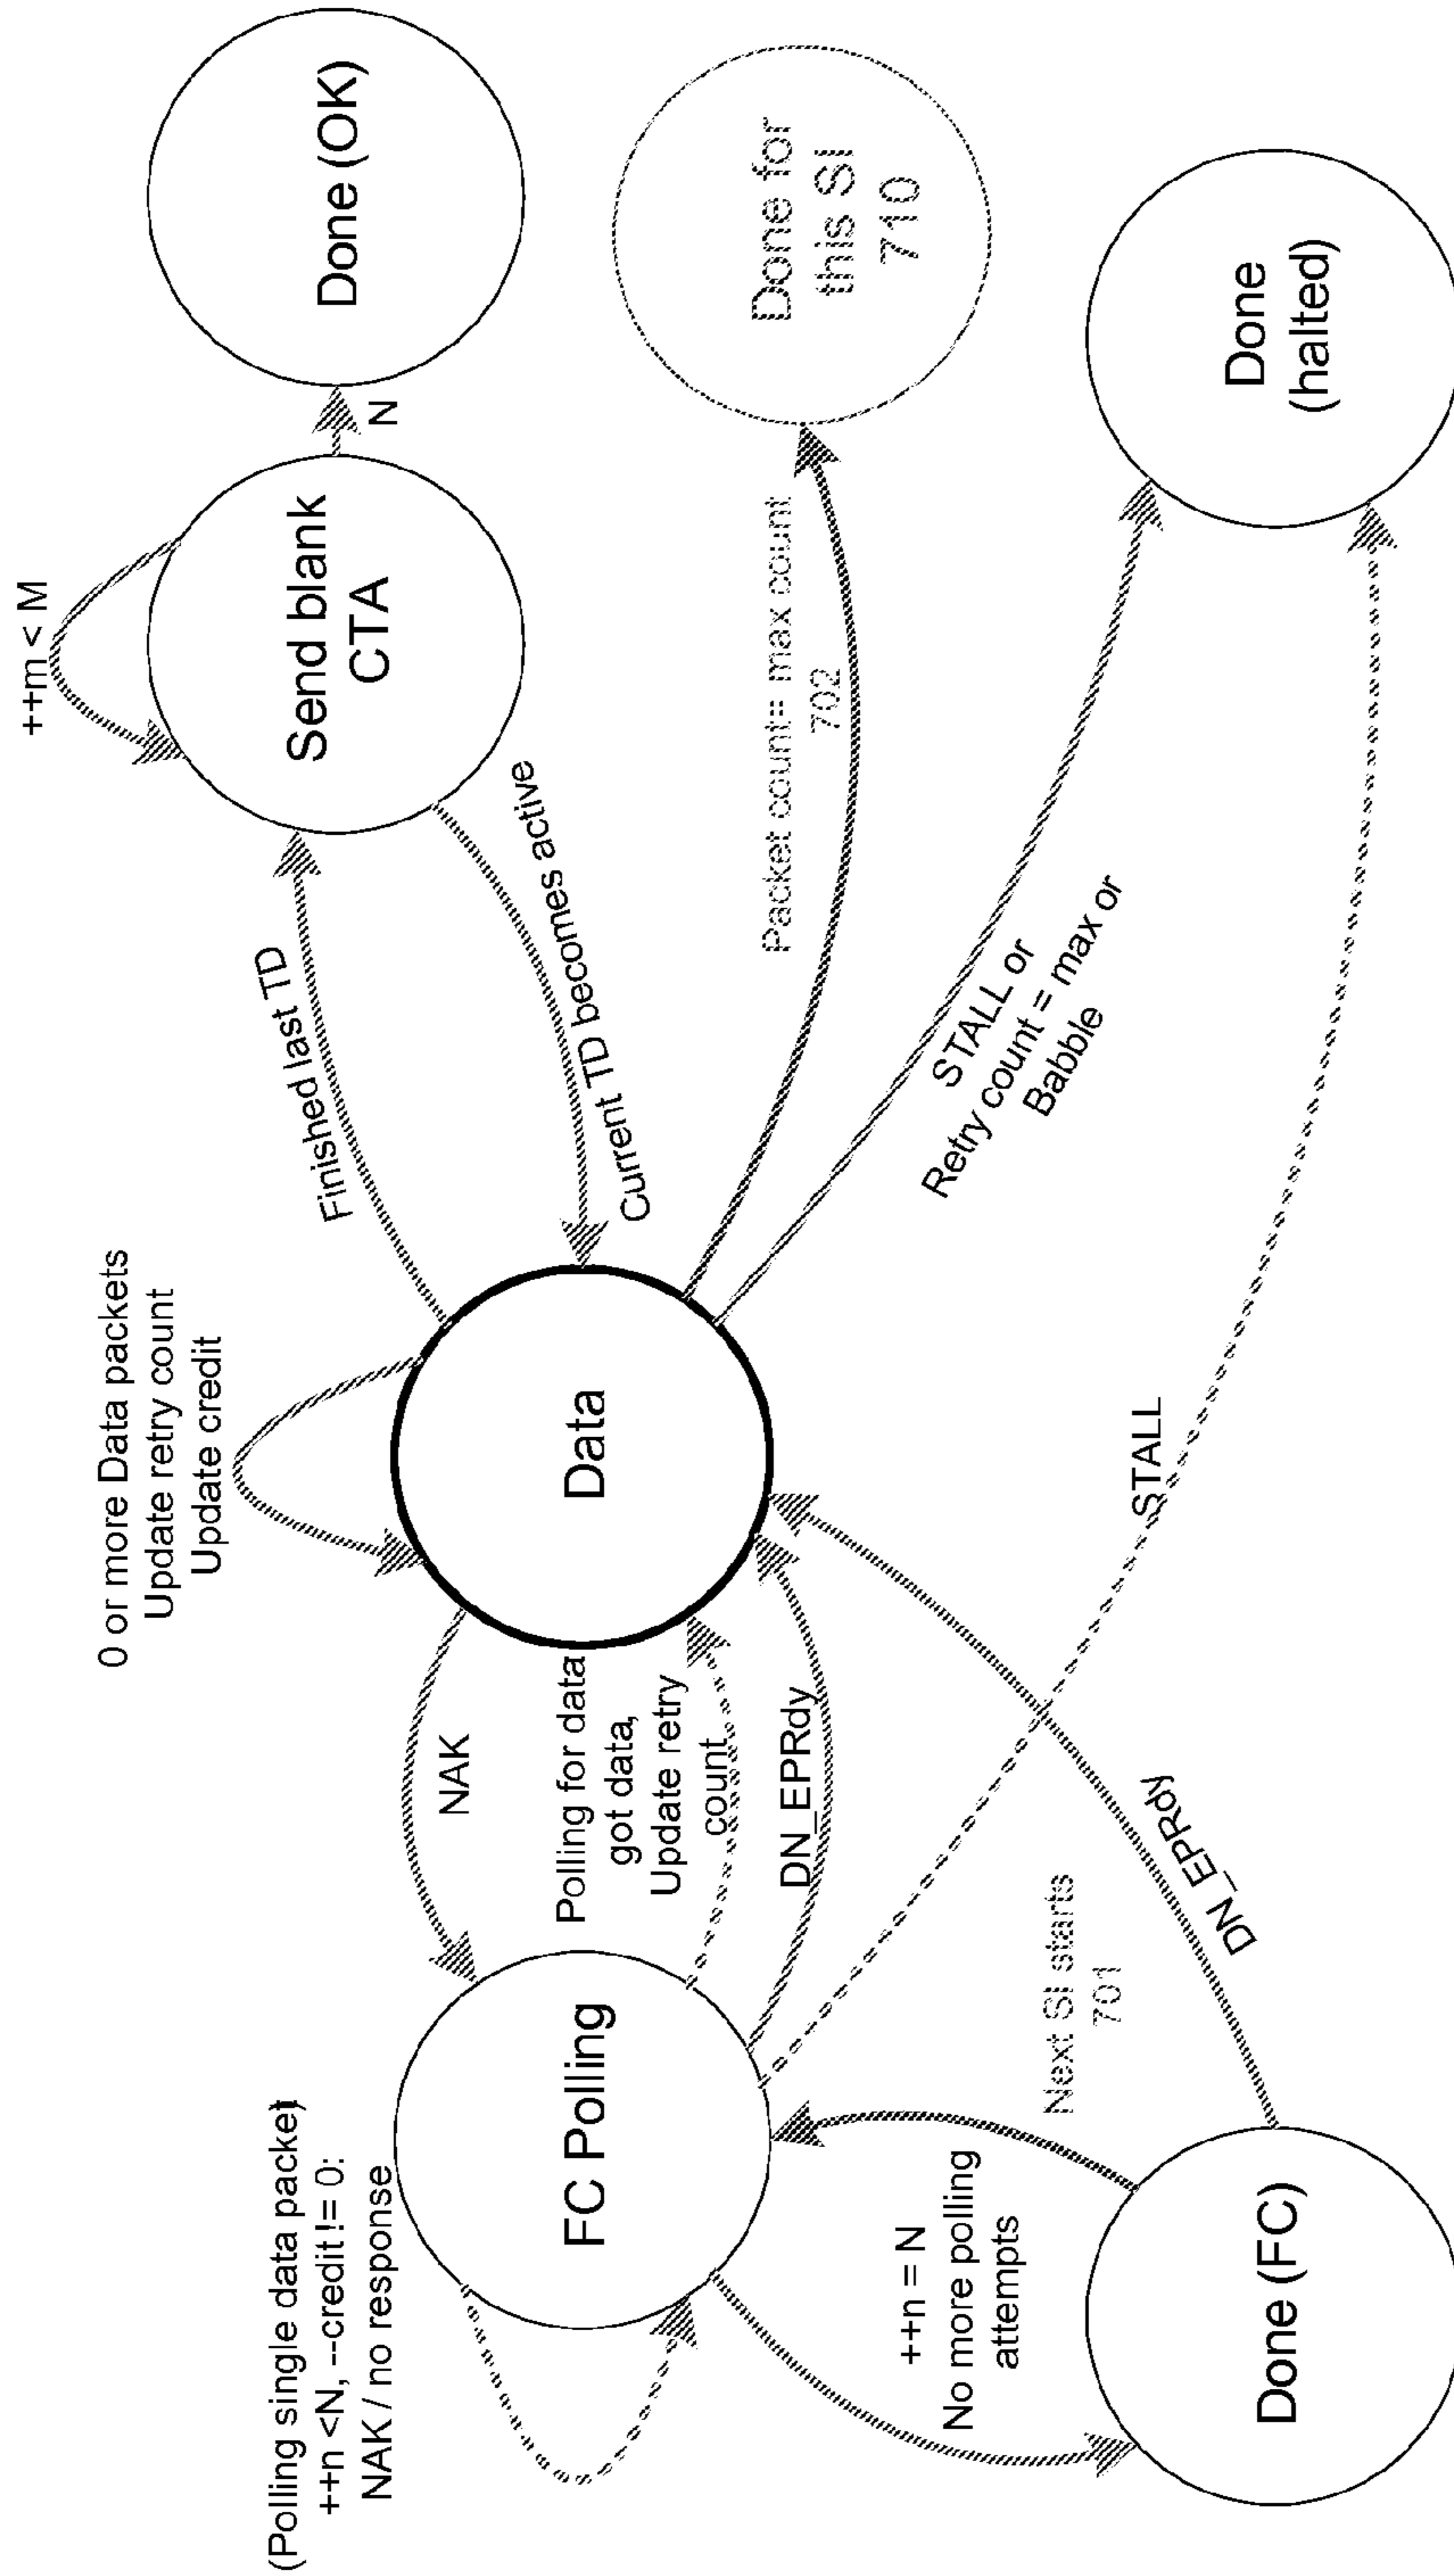 (Polling single data packet)
++n <N, --credit != 0:
NAK / no response
FC Polling
++n = N
No more polling
attempts
Done (FC)
Next SI starts
701
DN_EPRdy
NAK
Polling for data
got data,
Update retry
count
DN_EPRdy
STALL
0 or more Data packets
Update retry count
Update credit
Data
Finished last TD
Current TD becomes active
++m < M
Send blank
CTA
N
Done (OK)
Packet count= max count
702
Done for
this SI
710
STALL or
Retry count = max or
Babble
Done
(halted)